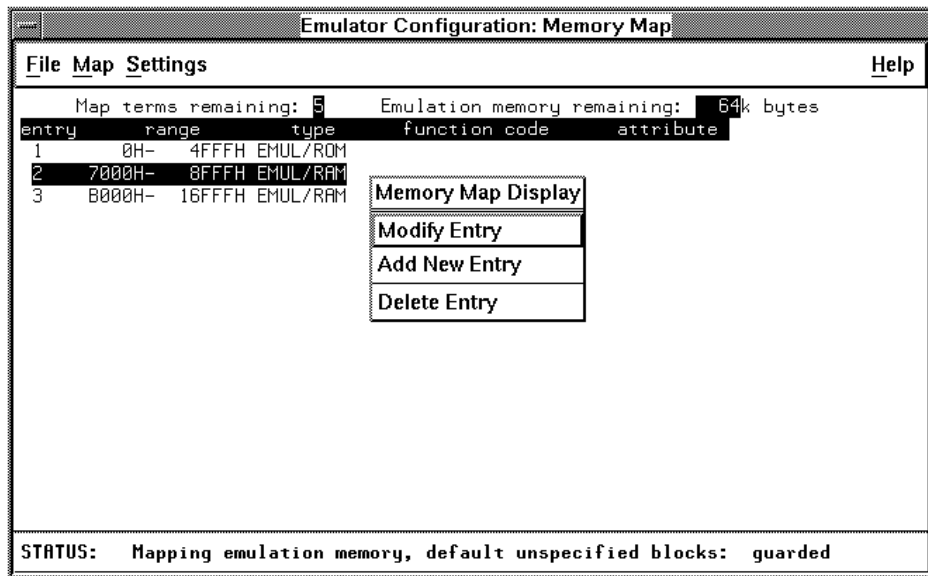 Emulator Configuration: Memory Map
File Map Settings Help
Map terms remaining: 5 Emulation memory remaining: 64k bytes
entry range type function code attribute
1 0H- 4FFFH EMUL/ROM
2 7000H- 8FFFH EMUL/RAM
3 B000H- 16FFFH EMUL/RAM
Memory Map Display
Modify Entry
Add New Entry
Delete Entry
STATUS: Mapping emulation memory, default unspecified blocks: guarded